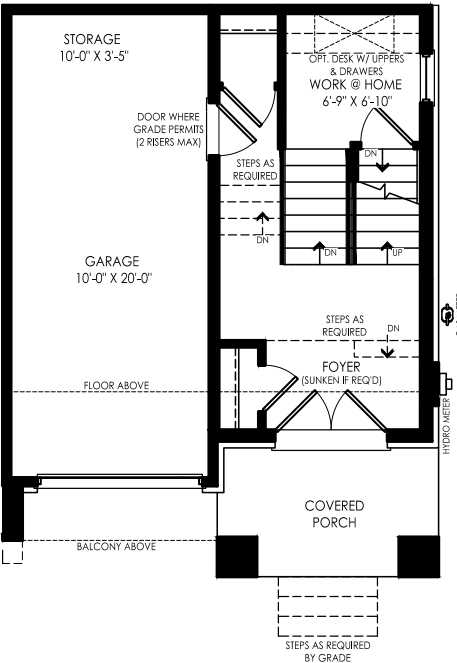 STORAGE
10'-0" X 3'-5"
OPT. DESK W/ UPPERS
& DRAWERS
WORK @ HOME
6'-9" X 6'-10"
DOOR WHERE
GRADE PERMITS
(2 RISERS MAX)
DN
STEPS AS
REQUIRED
DN
DN
UP
GARAGE
10'-0" X 20'-0"
STEPS AS
REQUIRED
DN
FOYER
(SUNKEN IF REQ'D)
FLOOR ABOVE
HYDRO METER
COVERED
PORCH
BALCONY ABOVE
STEPS AS REQUIRED
BY GRADE